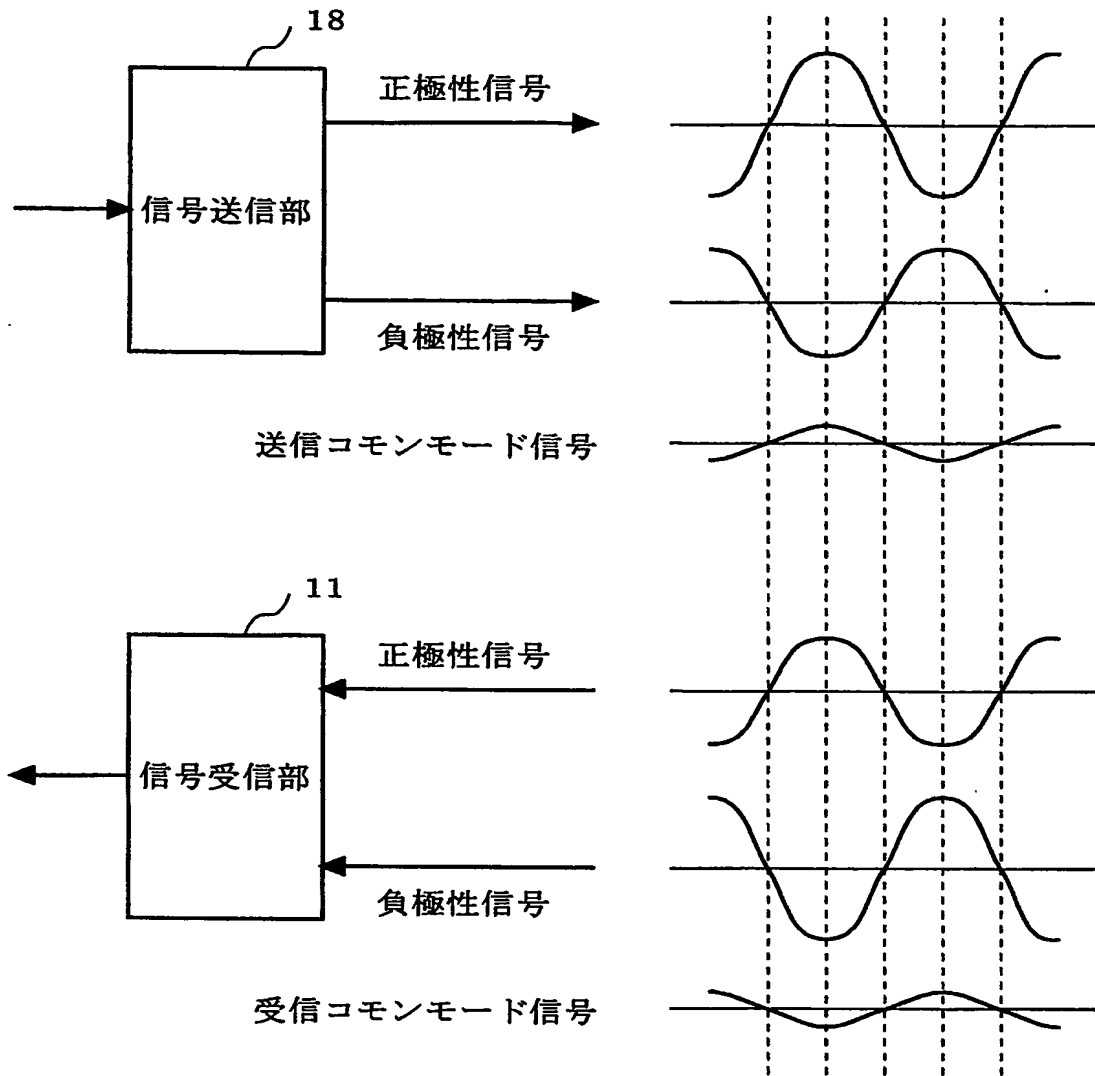 18
正極性信号
信号送信部
負極性信号
送信コモンモード信号
11
正極性信号
信号受信部
負極性信号
受信コモンモード信号